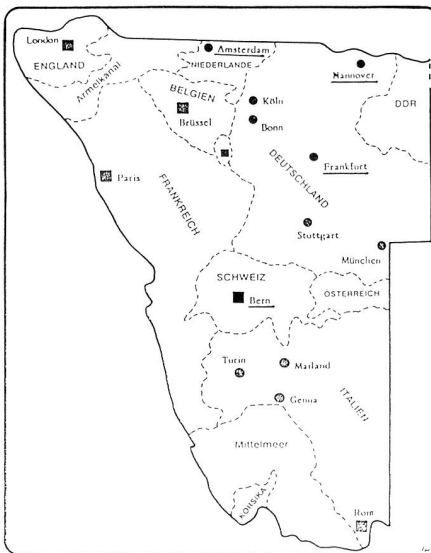 London
ENGLAND
Ärmelkanal
Amsterdam
NIEDERLANDE
Hannover
DDR
BELGIEN
Brüssel
Köln
Bonn
DEUTSCHLAND
Frankfurt
Paris
FRANKREICH
Stuttgart
München
SCHWEIZ
Bern
ÖSTERREICH
Turin
Mailand
Genua
ITALIEN
Mittelmeer
KORSIKA
Rom